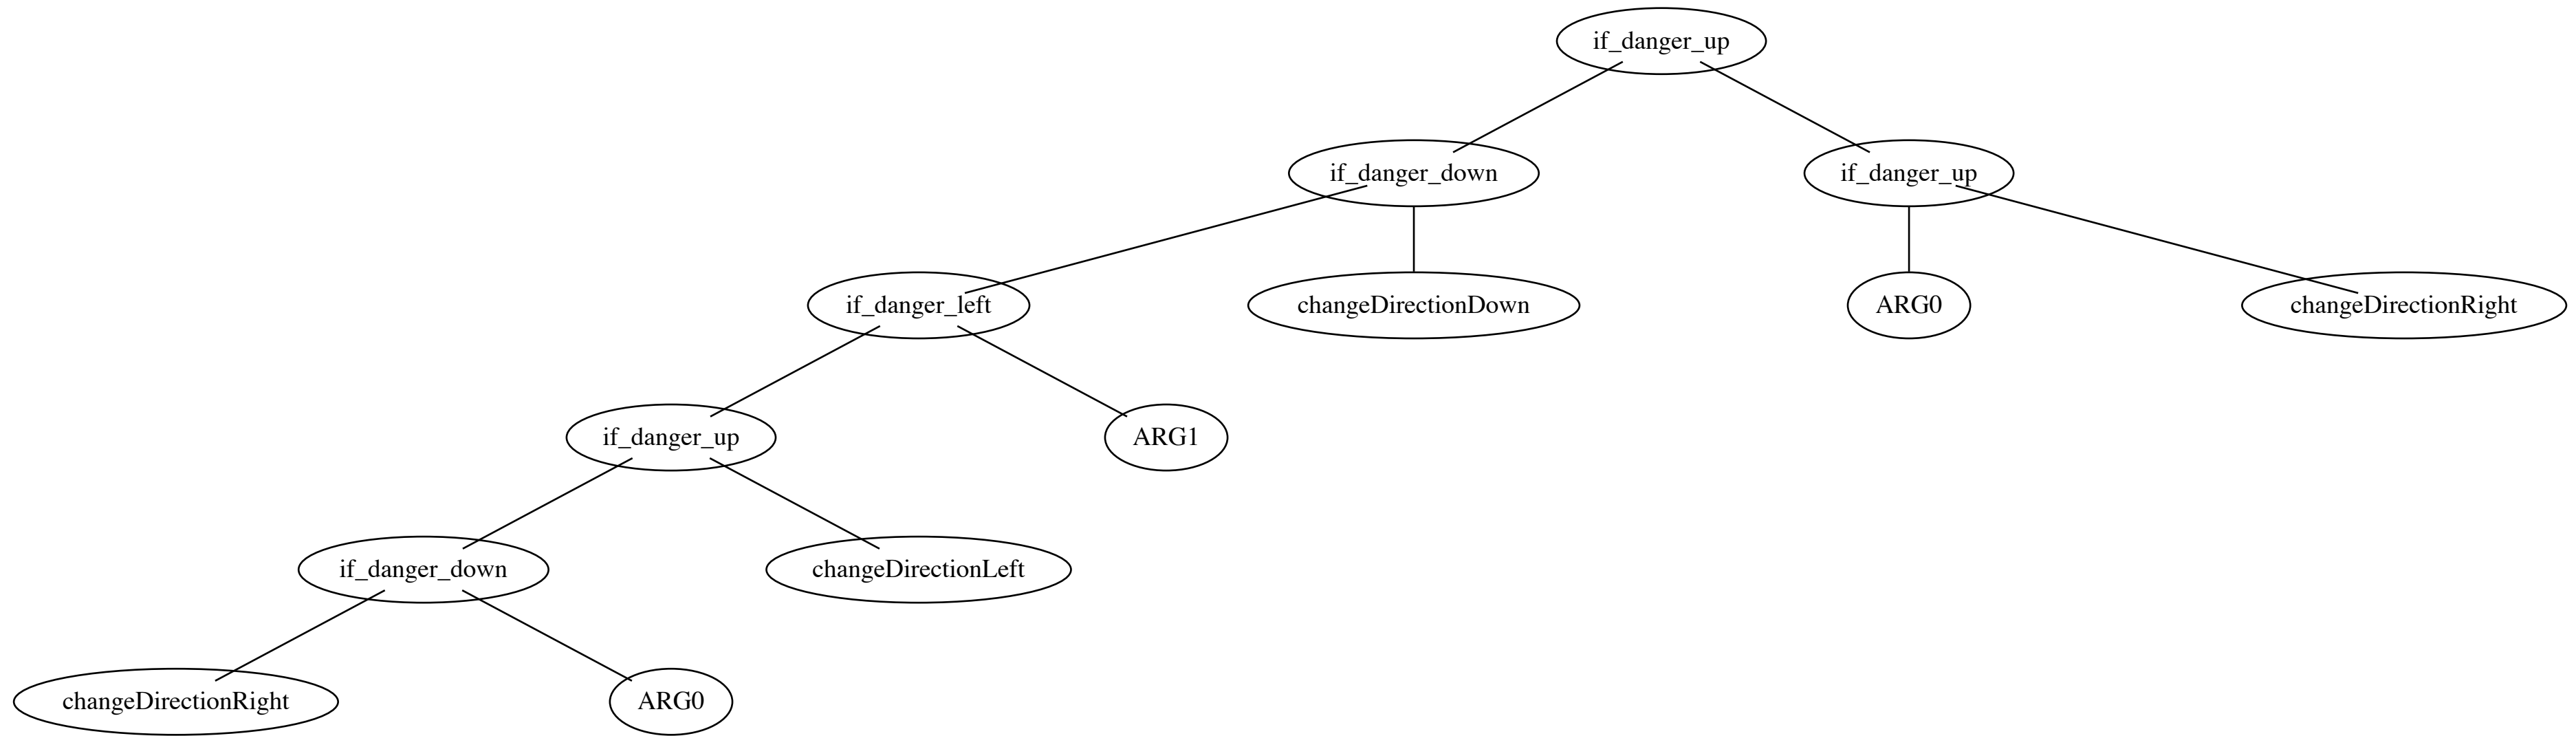 if_danger_up
if_danger_down
if_danger_up
if_danger_left
changeDirectionDown
ARG0
changeDirectionRight
if_danger_up
ARG1
if_danger_down
changeDirectionLeft
changeDirectionRight
ARG0